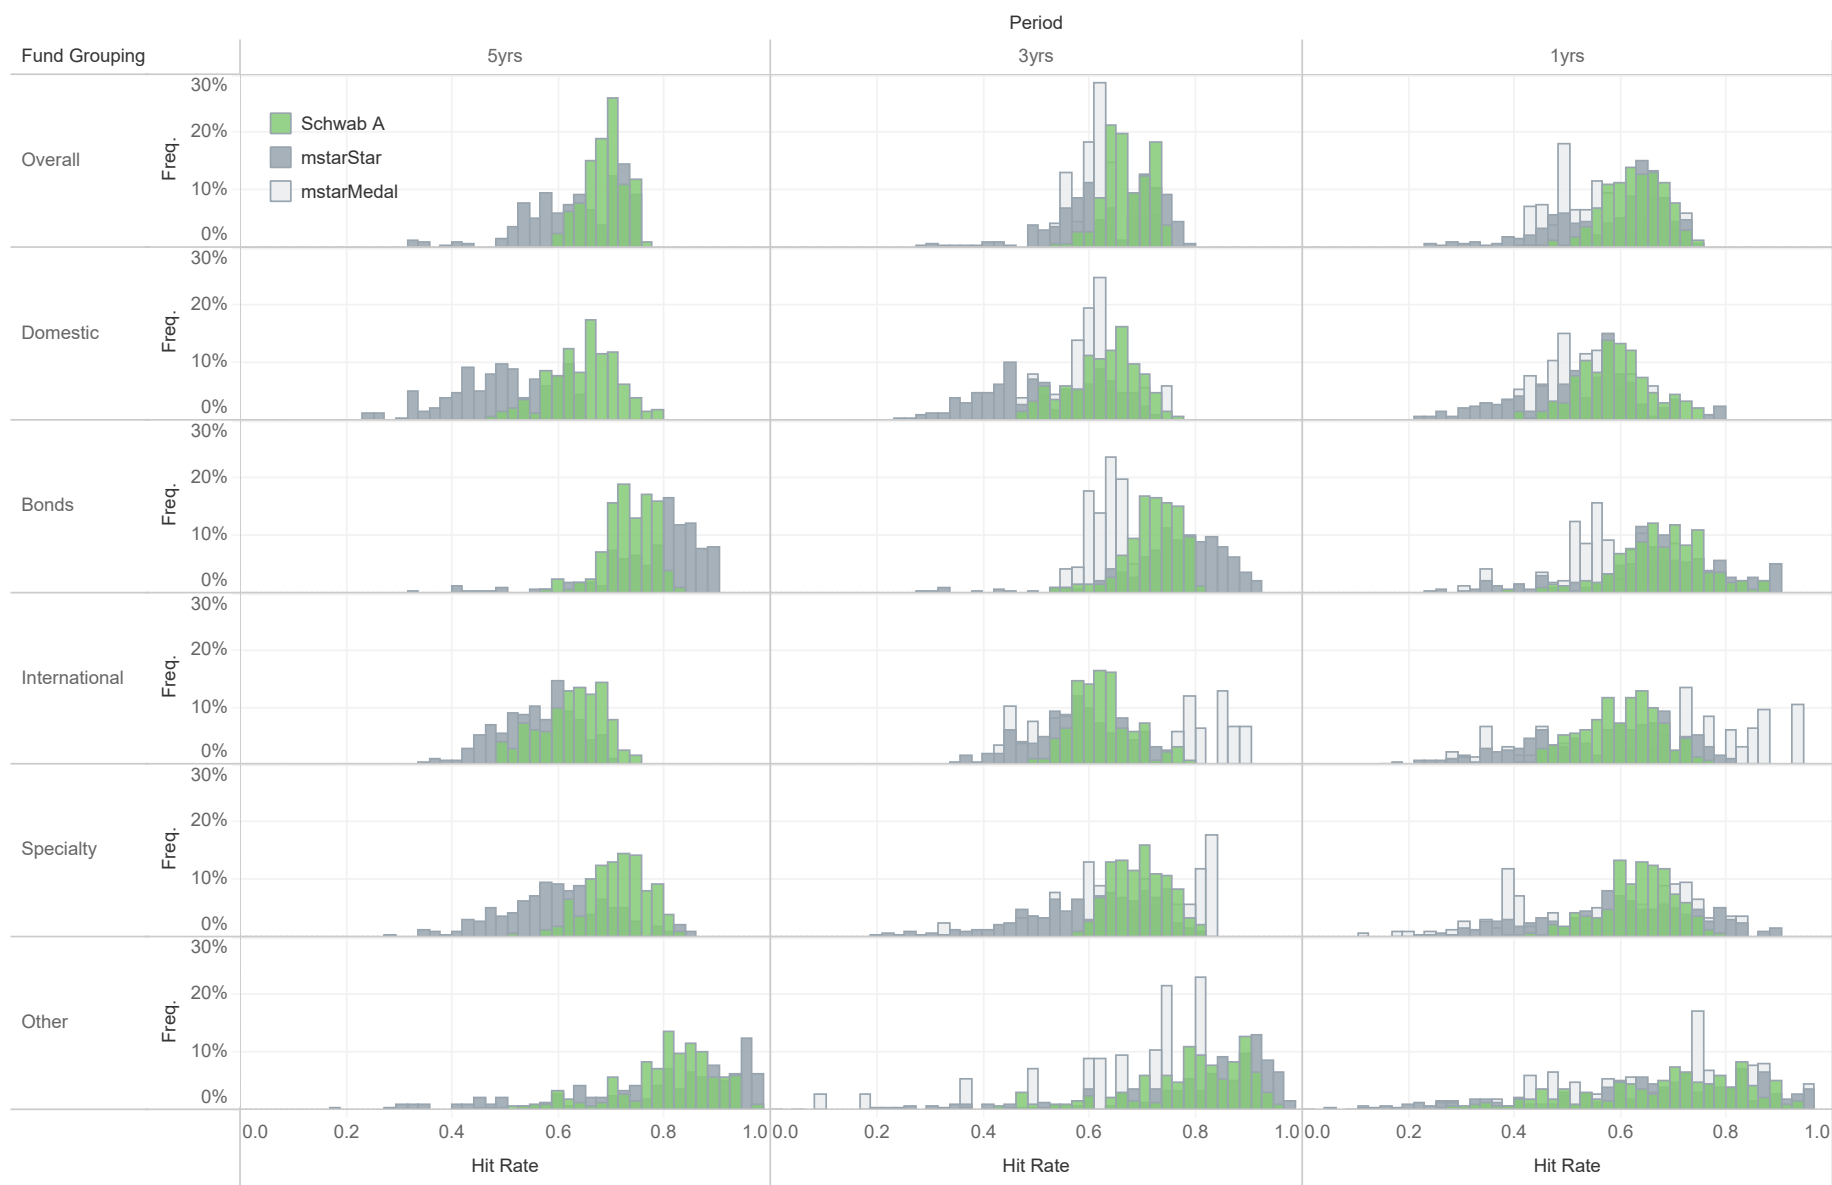 Period
Fund Grouping 5yrs 3yrs 1yrs
Schwab A
mstarStar
mstarMedal
Overall Freq. 30% 20% 10% 0%
Domestic Freq. 30% 20% 10% 0%
Bonds Freq. 30% 20% 10% 0%
International Freq. 30% 20% 10% 0%
Specialty Freq. 30% 20% 10% 0%
Other Freq. 30% 20% 10% 0%
0.0 0.2 0.4 0.6 0.8 1.0 0.0 0.2 0.4 0.6 0.8 1.0 0.0 0.2 0.4 0.6 0.8 1.0
Hit Rate Hit Rate Hit Rate